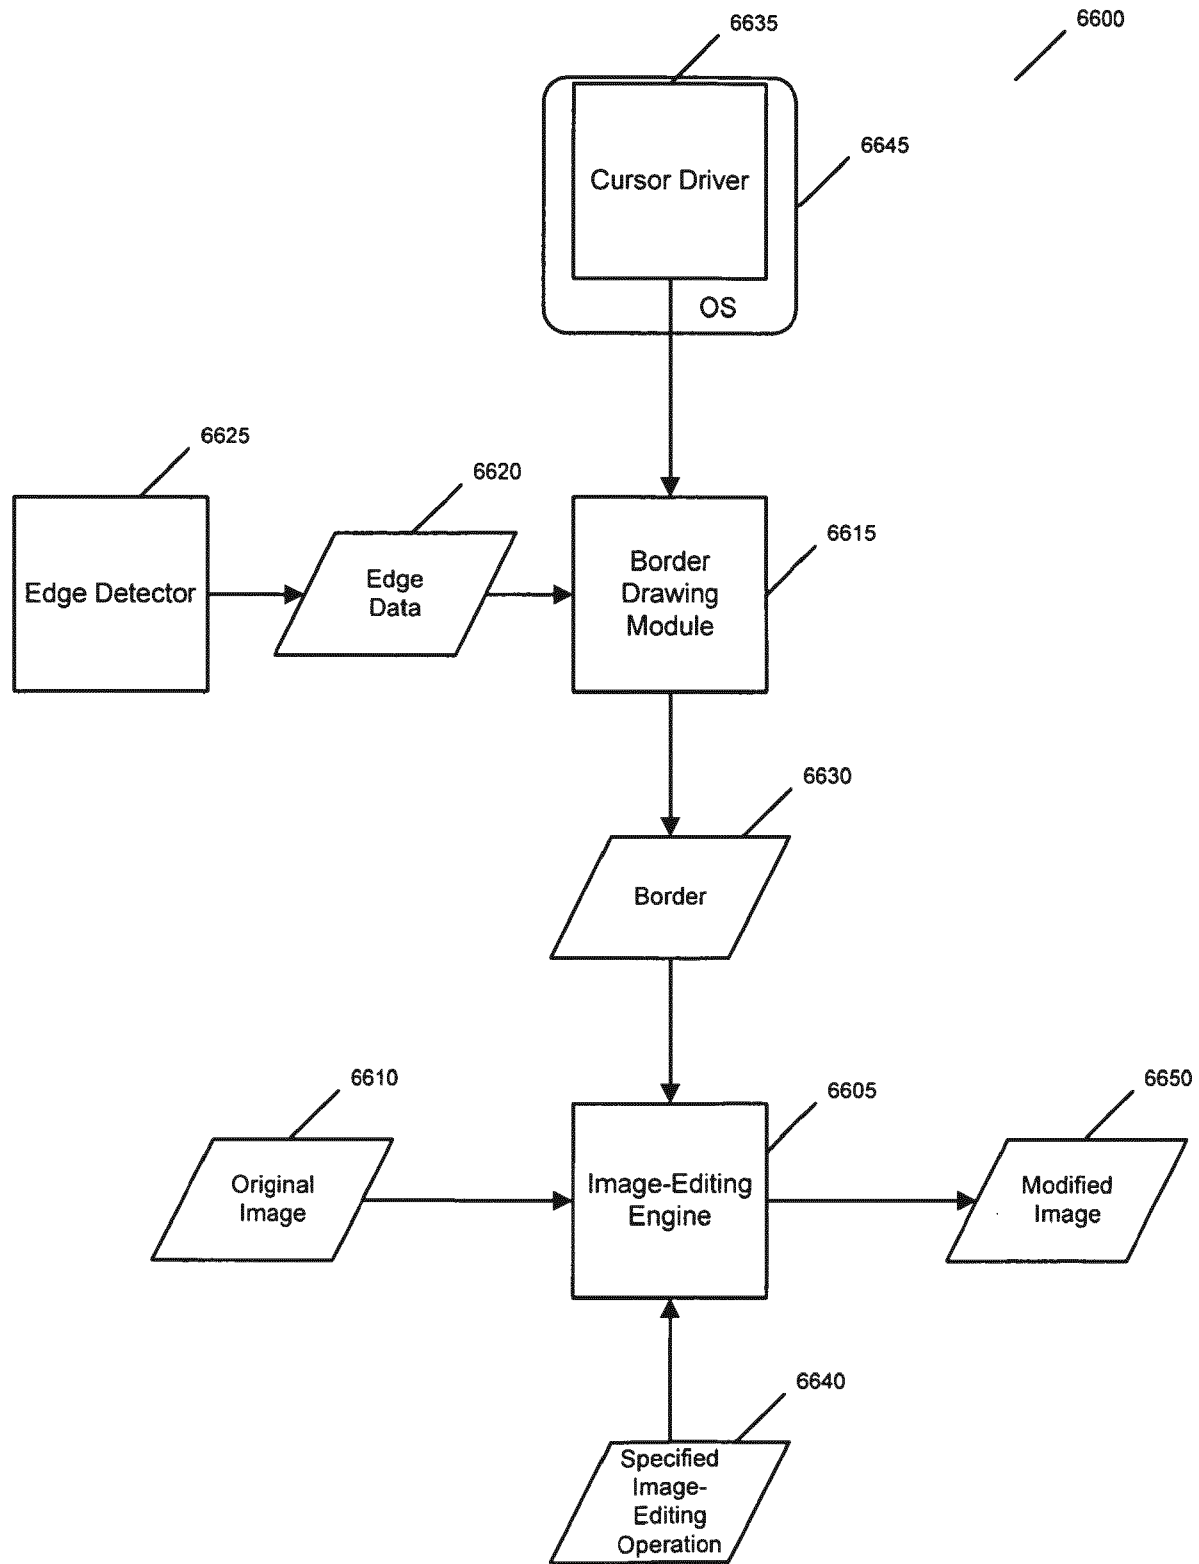 6635
6600
6645
Cursor Driver
OS
6625
6620
6615
Edge Detector
Edge
Data
Border
Drawing
Module
6630
Border
6610
6605
6650
Original
Image
Image-Editing
Engine
Modified
Image
6640
Specified
Image-
Editing
Operation